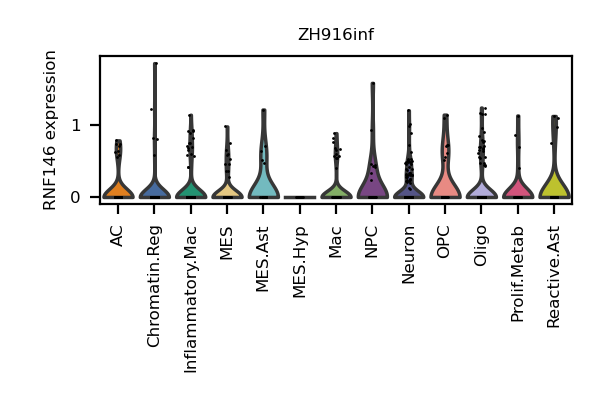 ZH916inf
RNF146 expression
1
0
AC
Chromatin.Reg
Inflammatory.Mac
MES
MES.Ast
MES.Hyp
Mac
NPC
Neuron
OPC
Oligo
Prolif.Metab
Reactive.Ast